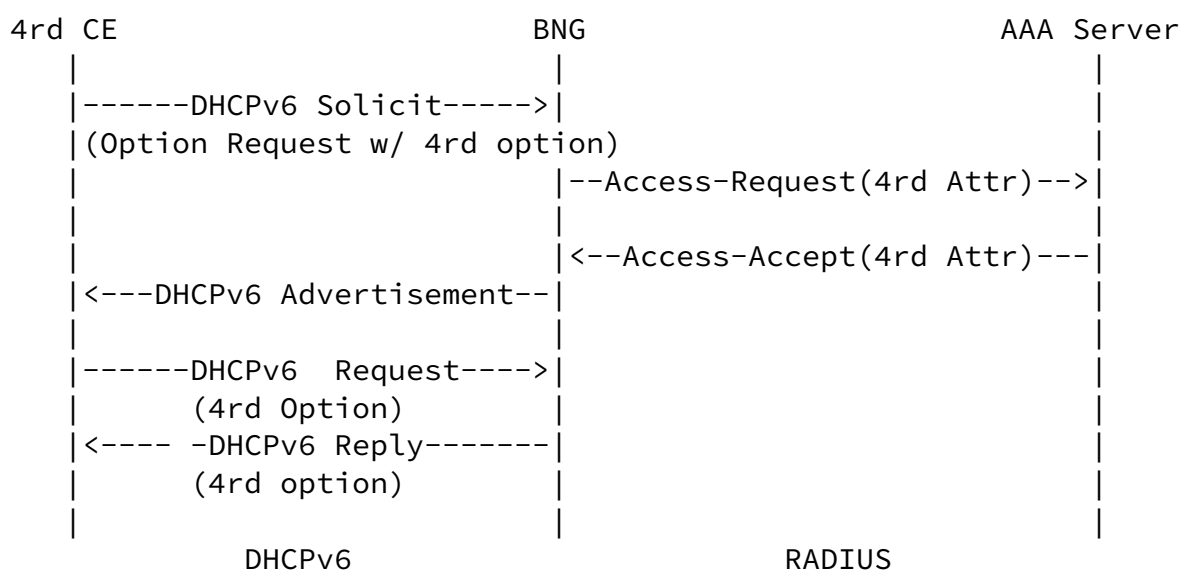 4rd CE BNG AAA Server
| | |
|------DHCPv6 Solicit----->| |
|(Option Request w/ 4rd option) |
| |--Access-Request(4rd Attr)-->|
| | |
| |<--Access-Accept(4rd Attr)---|
|<---DHCPv6 Advertisement--| |
| | |
|------DHCPv6  Request---->| |
| (4rd Option) | |
|<---- -DHCPv6 Reply-------| |
| (4rd option) | |
| | |
DHCPv6 RADIUS